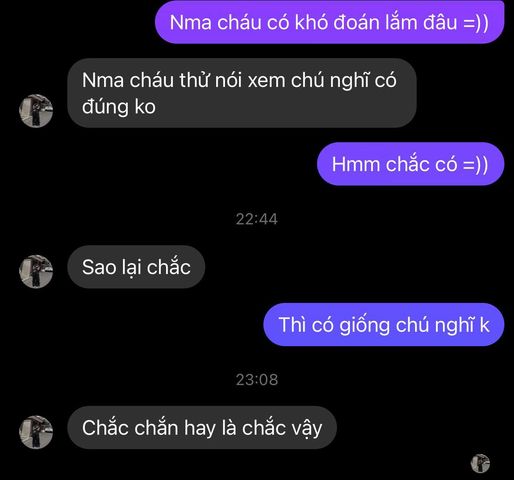 Nma cháu có khó đoán lắm đâu =))
Nma cháu thử nói xem chú nghĩ có
đúng ko
Hmm chắc có =))
22:44
Sao lại chắc
Thì có giống chú nghĩ k
23:08
Chắc chắn hay là chắc vậy